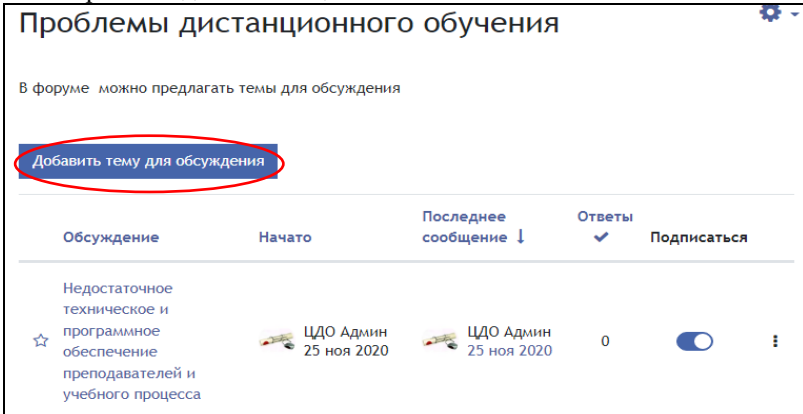 Проблемы дистанционного обучения
В форуме можно предлагать темы для обсуждения
Добавить тему для обсуждения
Обсуждение
Начато
Последнее
сообщение ↓
Ответы
Подписаться
Недостаточное
техническое и
программное
обеспечение
преподавателей и
учебного процесса
ЦДО Админ
25 ноя 2020
ЦДО Админ
25 ноя 2020
0